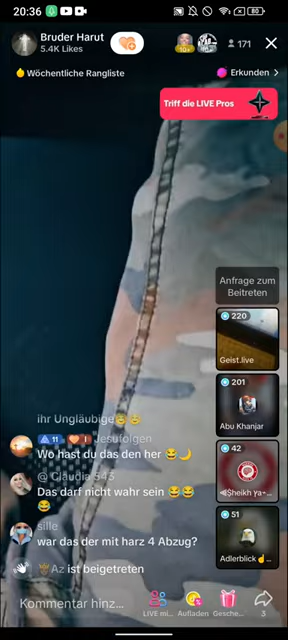 20:36
80
Bruder Harut
5.4K Likes
10+
171
Wöchentliche Rangliste
Erkunden
Triff die LIVE Pros
Anfrage zum
Beitreten
220
Geist.live
201
Abu Khanjar
42
51
Adlerblick
ihr Ungläubige
11 Jesufolgen
Wo hast du das den her 😂🌙
@ Claudia 543
Das darf nicht wahr sein 😂😂
😂
sille
war das der mit harz 4 Abzug?
Az ist beigetreten
Kommentar hinz...
LIVE mi...
Aufladen
Gesche...
3